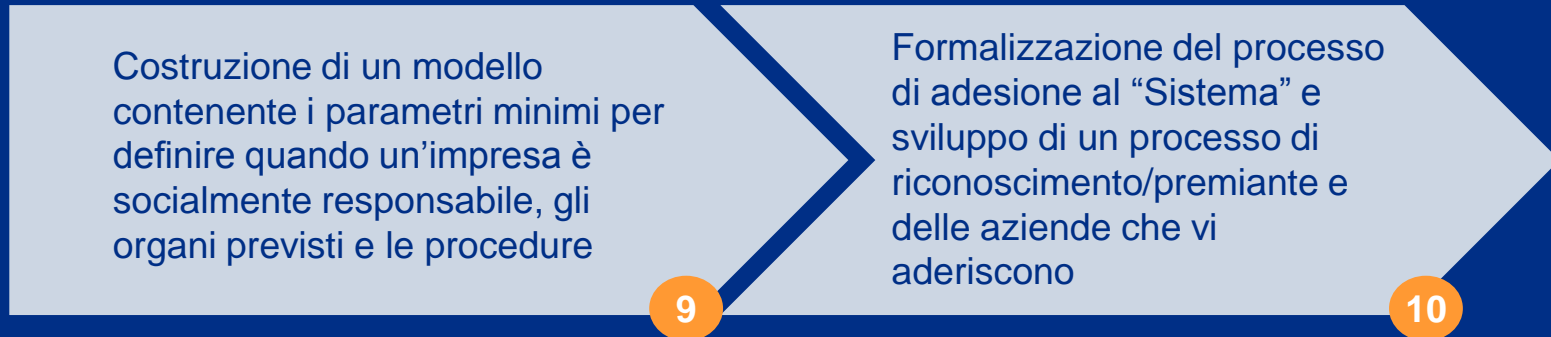 Costruzione di un modello
contenente i parametri minimi per
definire quando un'impresa è
socialmente responsabile, gli
organi previsti e le procedure
9
Formalizzazione del processo
di adesione al “Sistema” e
sviluppo di un processo di
riconoscimento/premiante e
delle aziende che vi
aderiscono
10